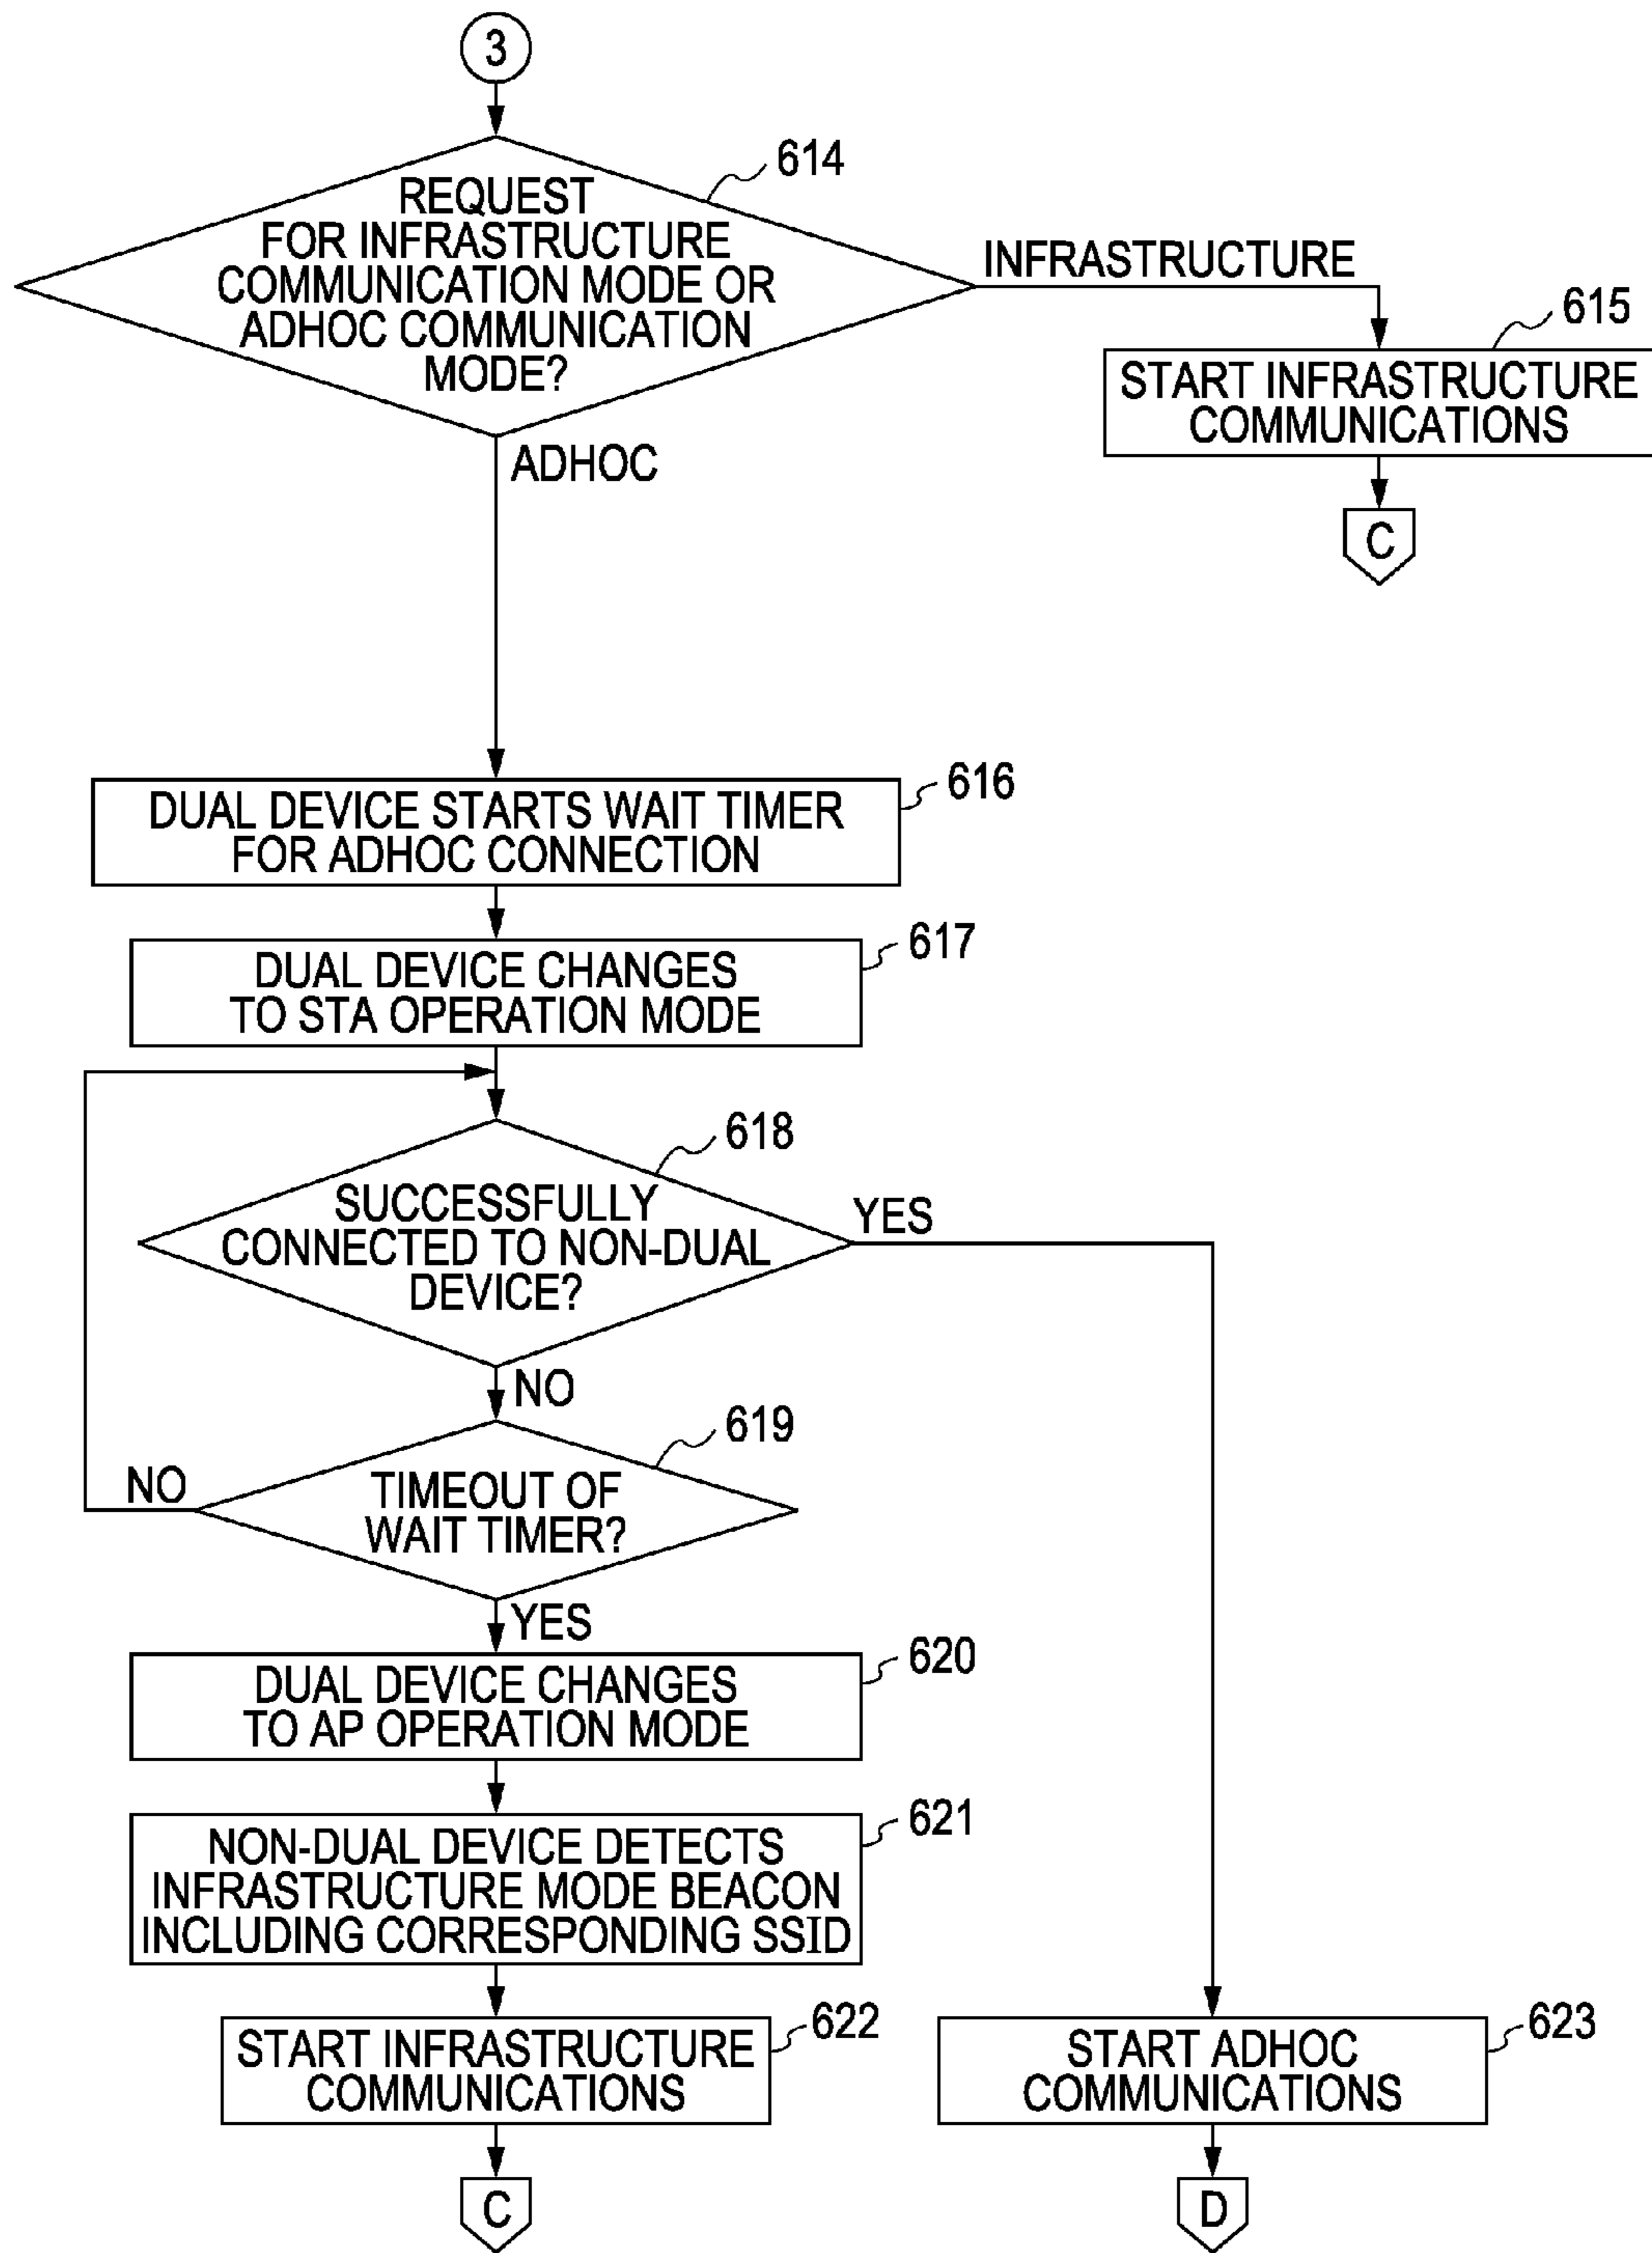 3
614
REQUEST
FOR INFRASTRUCTURE
COMMUNICATION MODE OR
ADHOC COMMUNICATION
MODE?
INFRASTRUCTURE
615
START INFRASTRUCTURE
COMMUNICATIONS
C
ADHOC
616
DUAL DEVICE STARTS WAIT TIMER
FOR ADHOC CONNECTION
617
DUAL DEVICE CHANGES
TO STA OPERATION MODE
618
SUCCESSFULLY
CONNECTED TO NON-DUAL
DEVICE?
YES
NO
619
NO
TIMEOUT OF
WAIT TIMER?
YES
620
DUAL DEVICE CHANGES
TO AP OPERATION MODE
621
NON-DUAL DEVICE DETECTS
INFRASTRUCTURE MODE BEACON
INCLUDING CORRESPONDING SSID
622
START INFRASTRUCTURE
COMMUNICATIONS
623
START ADHOC
COMMUNICATIONS
C
D